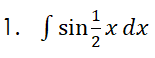 1. ∫ sin 1/2 x dx